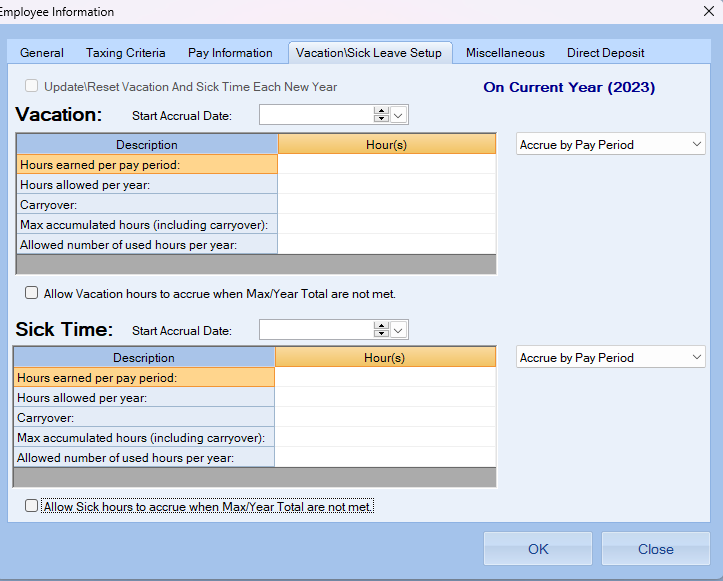 Employee Information
General Taxing Criteria Pay Information Vacation\Sick Leave Setup Miscellaneous Direct Deposit
Update\Reset Vacation And Sick Time Each New Year On Current Year (2023)
Vacation: Start Accrual Date:
Description Hour(s) Accrue by Pay Period
Hours earned per pay period:
Hours allowed per year:
Carryover:
Max accumulated hours (including carryover):
Allowed number of used hours per year:
Allow Vacation hours to accrue when Max/Year Total are not met.
Sick Time: Start Accrual Date:
Description Hour(s) Accrue by Pay Period
Hours earned per pay period:
Hours allowed per year:
Carryover:
Max accumulated hours (including carryover):
Allowed number of used hours per year:
Allow Sick hours to accrue when Max/Year Total are not met.
OK Close